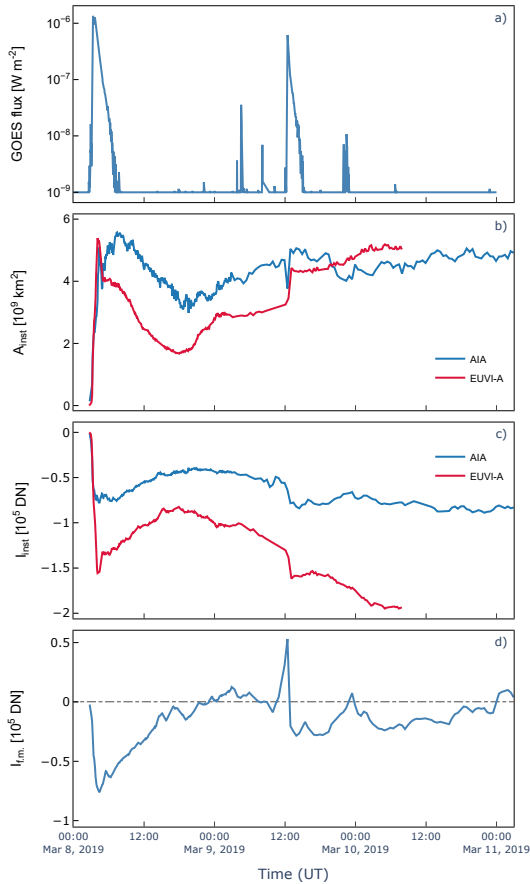 a)
GOES flux [W m⁻²]
10⁻⁶
10⁻⁷
10⁻⁸
10⁻⁹
b)
A_inst [10⁹ km²]
6
4
2
0
AIA
EUVI-A
c)
I_inst [10⁵ DN]
0
−0.5
−1
−1.5
−2
AIA
EUVI-A
d)
I_f.m. [10⁵ DN]
0.5
0
−0.5
−1
00:00 12:00 00:00 12:00 00:00 12:00 00:00
Mar 8, 2019 Mar 9, 2019 Mar 10, 2019 Mar 11, 2019
Time (UT)